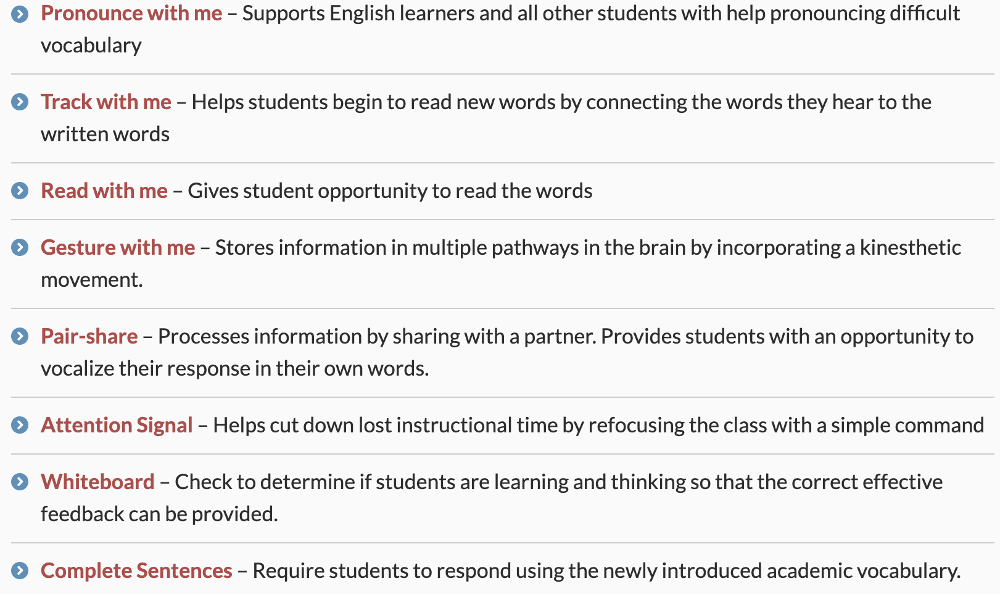 Pronounce with me – Supports English learners and all other students with help pronouncing difficult
vocabulary
Track with me – Helps students begin to read new words by connecting the words they hear to the
written words
Read with me – Gives student opportunity to read the words
Gesture with me – Stores information in multiple pathways in the brain by incorporating a kinesthetic
movement.
Pair-share – Processes information by sharing with a partner. Provides students with an opportunity to
vocalize their response in their own words.
Attention Signal – Helps cut down lost instructional time by refocusing the class with a simple command
Whiteboard – Check to determine if students are learning and thinking so that the correct effective
feedback can be provided.
Complete Sentences – Require students to respond using the newly introduced academic vocabulary.